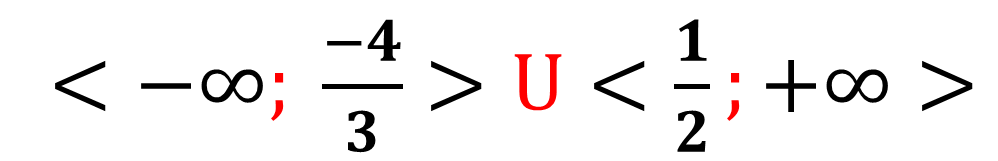 < −∞; −4/3 > U < 1/2 ; +∞ >